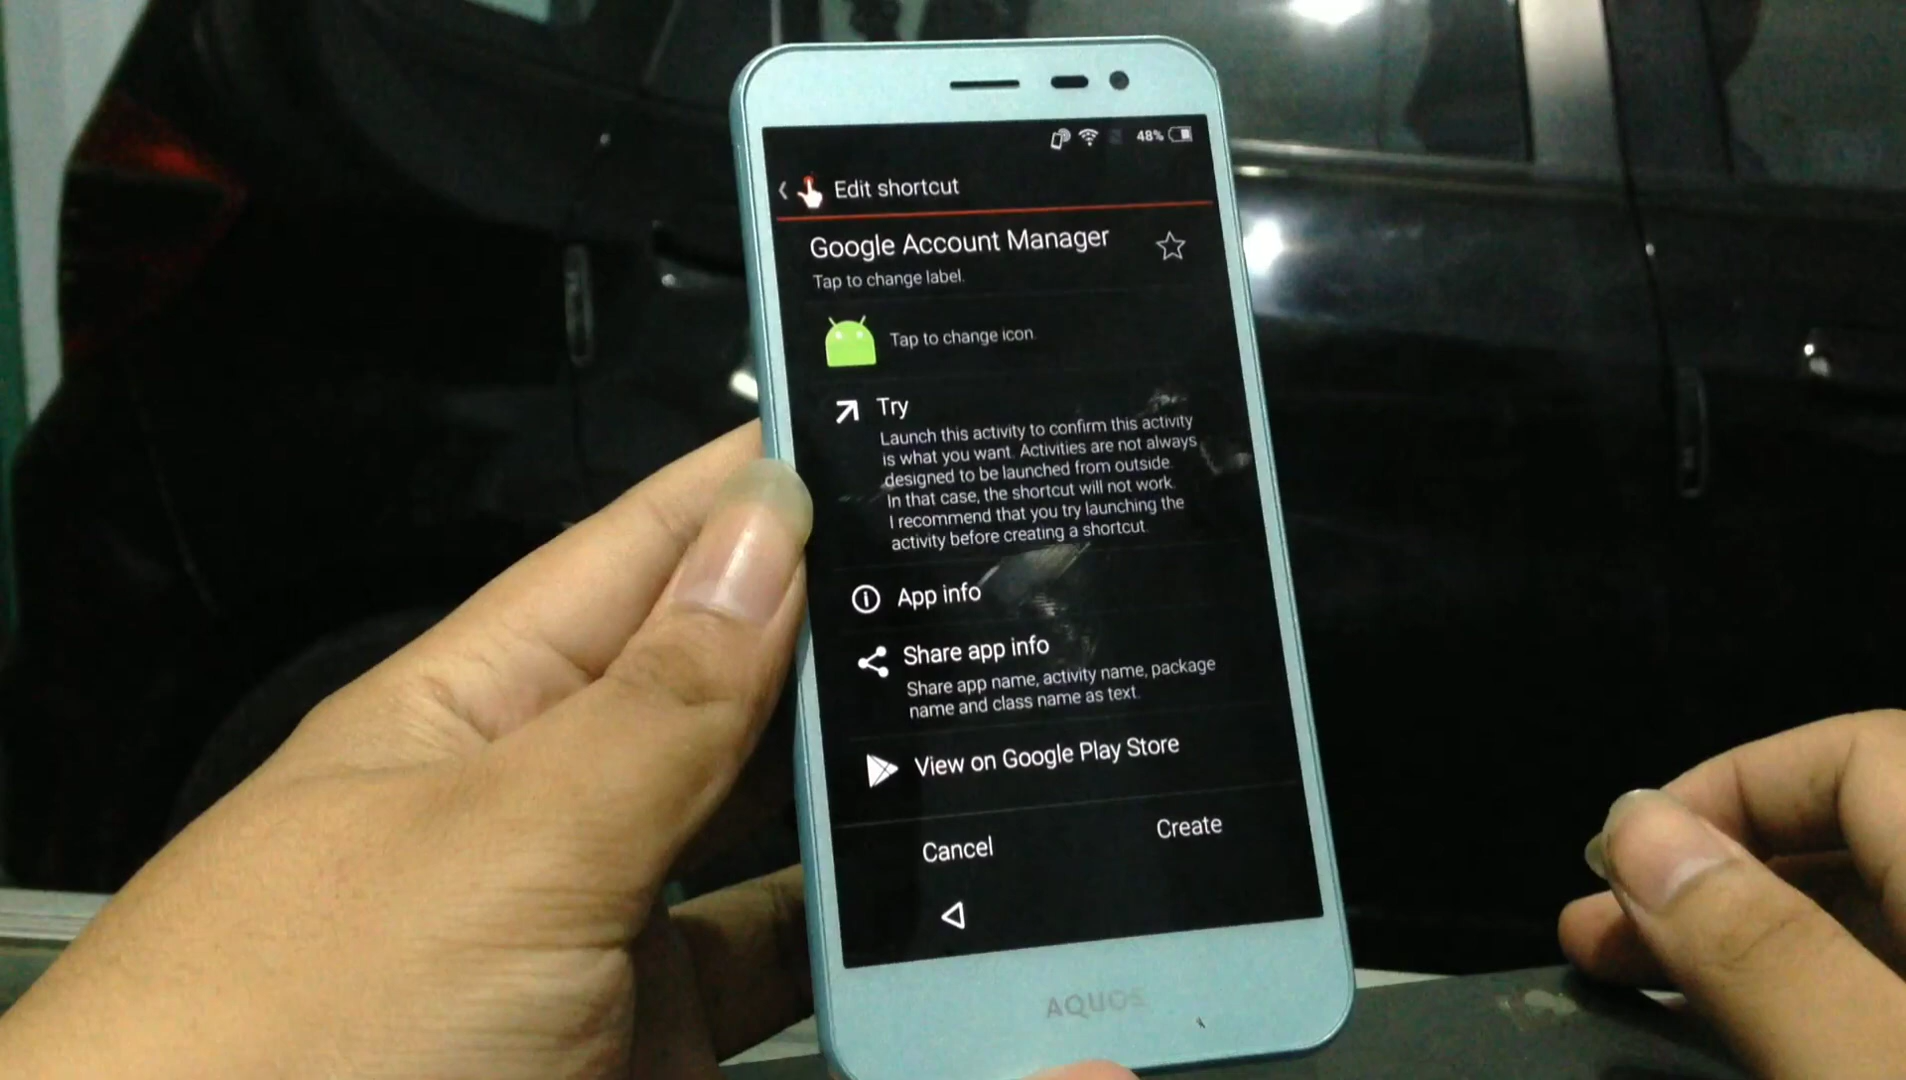 48%
Edit shortcut
Google Account Manager
Tap to change label.
Tap to change icon.
Try
Launch this activity to confirm this activity
is what you want. Activities are not always
designed to be launched from outside.
In that case, the shortcut will not work.
I recommend that you try launching the
activity before creating a shortcut.
App info
Share app info
Share app name, activity name, package
name and class name as text.
View on Google Play Store
Cancel
Create
AQUOS